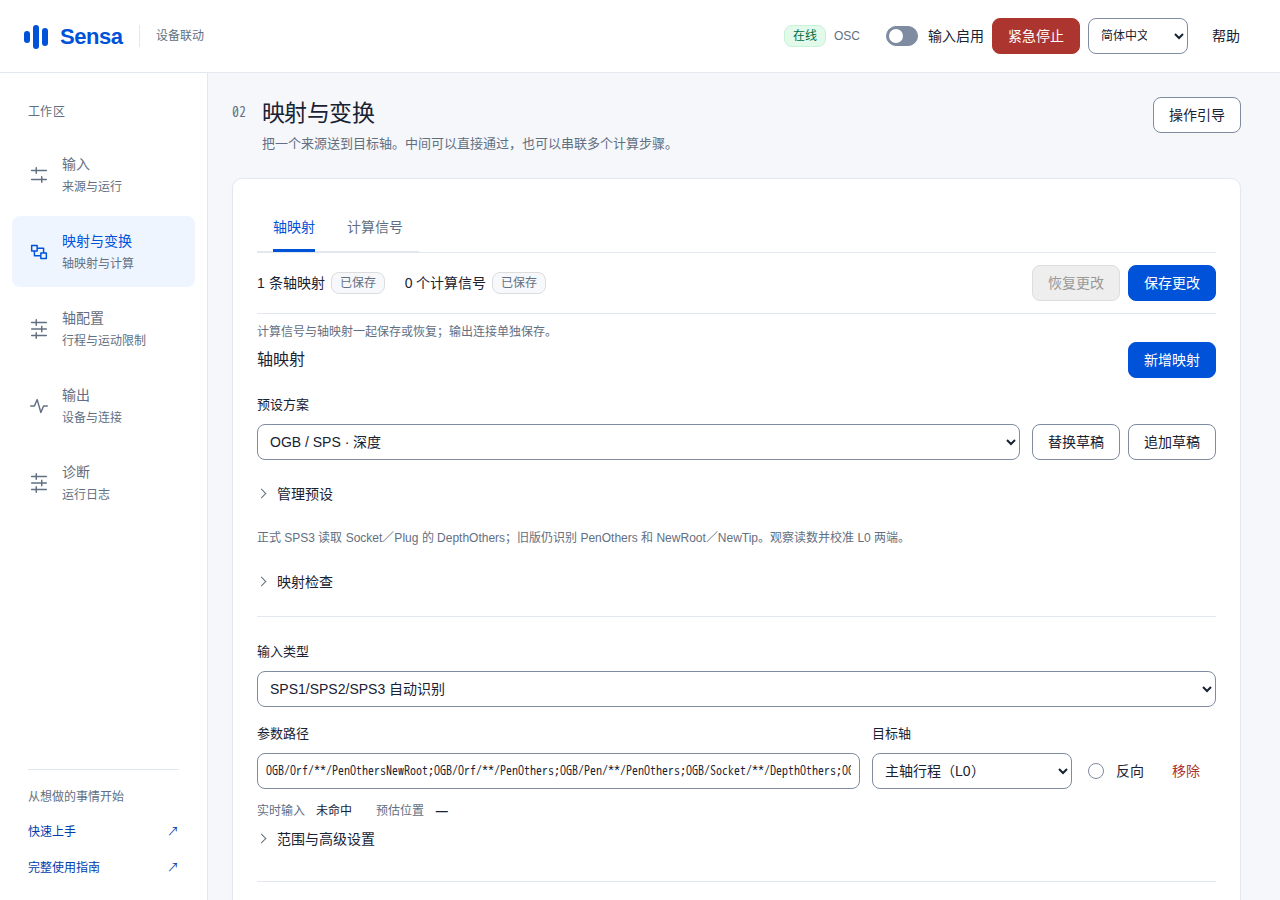 Sensa
设备联动
在线
OSC
输入启用
紧急停止
简体中文
帮助
工作区
输入
来源与运行
映射与变换
轴映射与计算
轴配置
行程与运动限制
输出
设备与连接
诊断
运行日志
从想做的事情开始
快速上手 ↗
完整使用指南 ↗
02 映射与变换
把一个来源送到目标轴。中间可以直接通过，也可以串联多个计算步骤。
操作引导
轴映射 计算信号
1 条轴映射 已保存 0 个计算信号 已保存
恢复更改 保存更改
计算信号与轴映射一起保存或恢复；输出连接单独保存。
轴映射
新增映射
预设方案
OGB / SPS · 深度
替换草稿 追加草稿
管理预设
正式 SPS3 读取 Socket／Plug 的 DepthOthers；旧版仍识别 PenOthers 和 NewRoot／NewTip。观察读数并校准 L0 两端。
映射检查
输入类型
SPS1/SPS2/SPS3 自动识别
参数路径 目标轴
OGB/Orf/**/PenOthersNewRoot;OGB/Orf/**/PenOthers;OGB/Pen/**/PenOthers;OGB/Socket/**/DepthOthers;OG
主轴行程（L0）
反向 移除
实时输入 未命中 预估位置 —
范围与高级设置